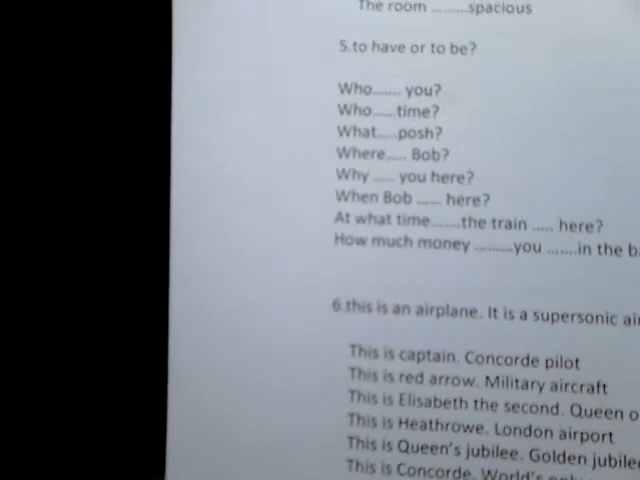 The room .........spacious
5.to have or to be?
Who....... you?
Who..... time?
What.... posh?
Where..... Bob?
Why ..... you here?
When Bob ...... here?
At what time.......the train ..... here?
How much money .........you .......in the
6.this is an airplane. It is a supersonic
This is captain. Concorde pilot
This is red arrow. Military aircraft
This is Elisabeth the second. Queen
This is Heathrowe. London airport
This is Queen's jubilee. Golden
This is Concorde. World's